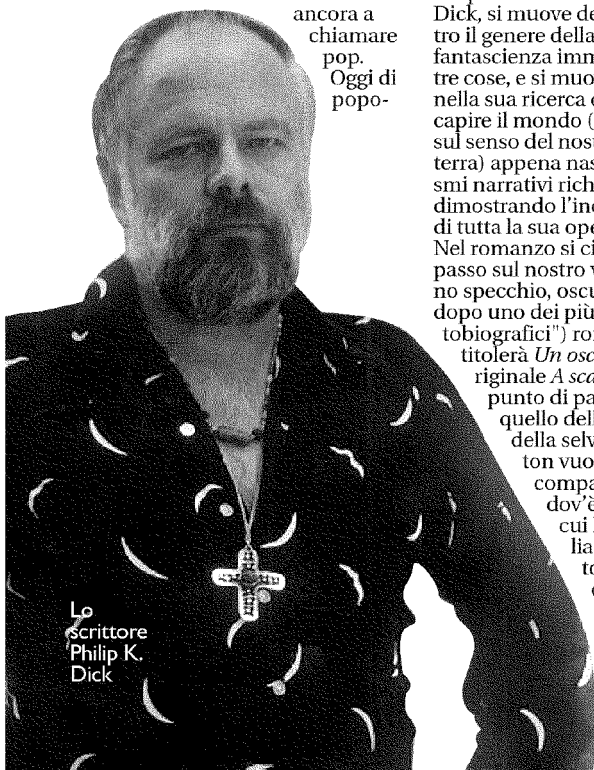 ancora a
chiamare
pop.
Oggi di
popo-
Dick, si muove de
tro il genere della
fantascienza imm
tre cose, e si muo
nella sua ricerca
capire il mondo (
sul senso del nost
terra) appena nas
smi narrativi rich
dimostrando l'in
di tutta la sua ope
Nel romanzo si ci
passo sul nostro v
no specchio, oscu
dopo uno dei più
tobiografici") ro
titolerà Un osc
riginale A sca
punto di pa
quello dell
della selv
ton vuo
compa
dov'è
cui
lia
to
Lo
scrittore
Philip K.
Dick